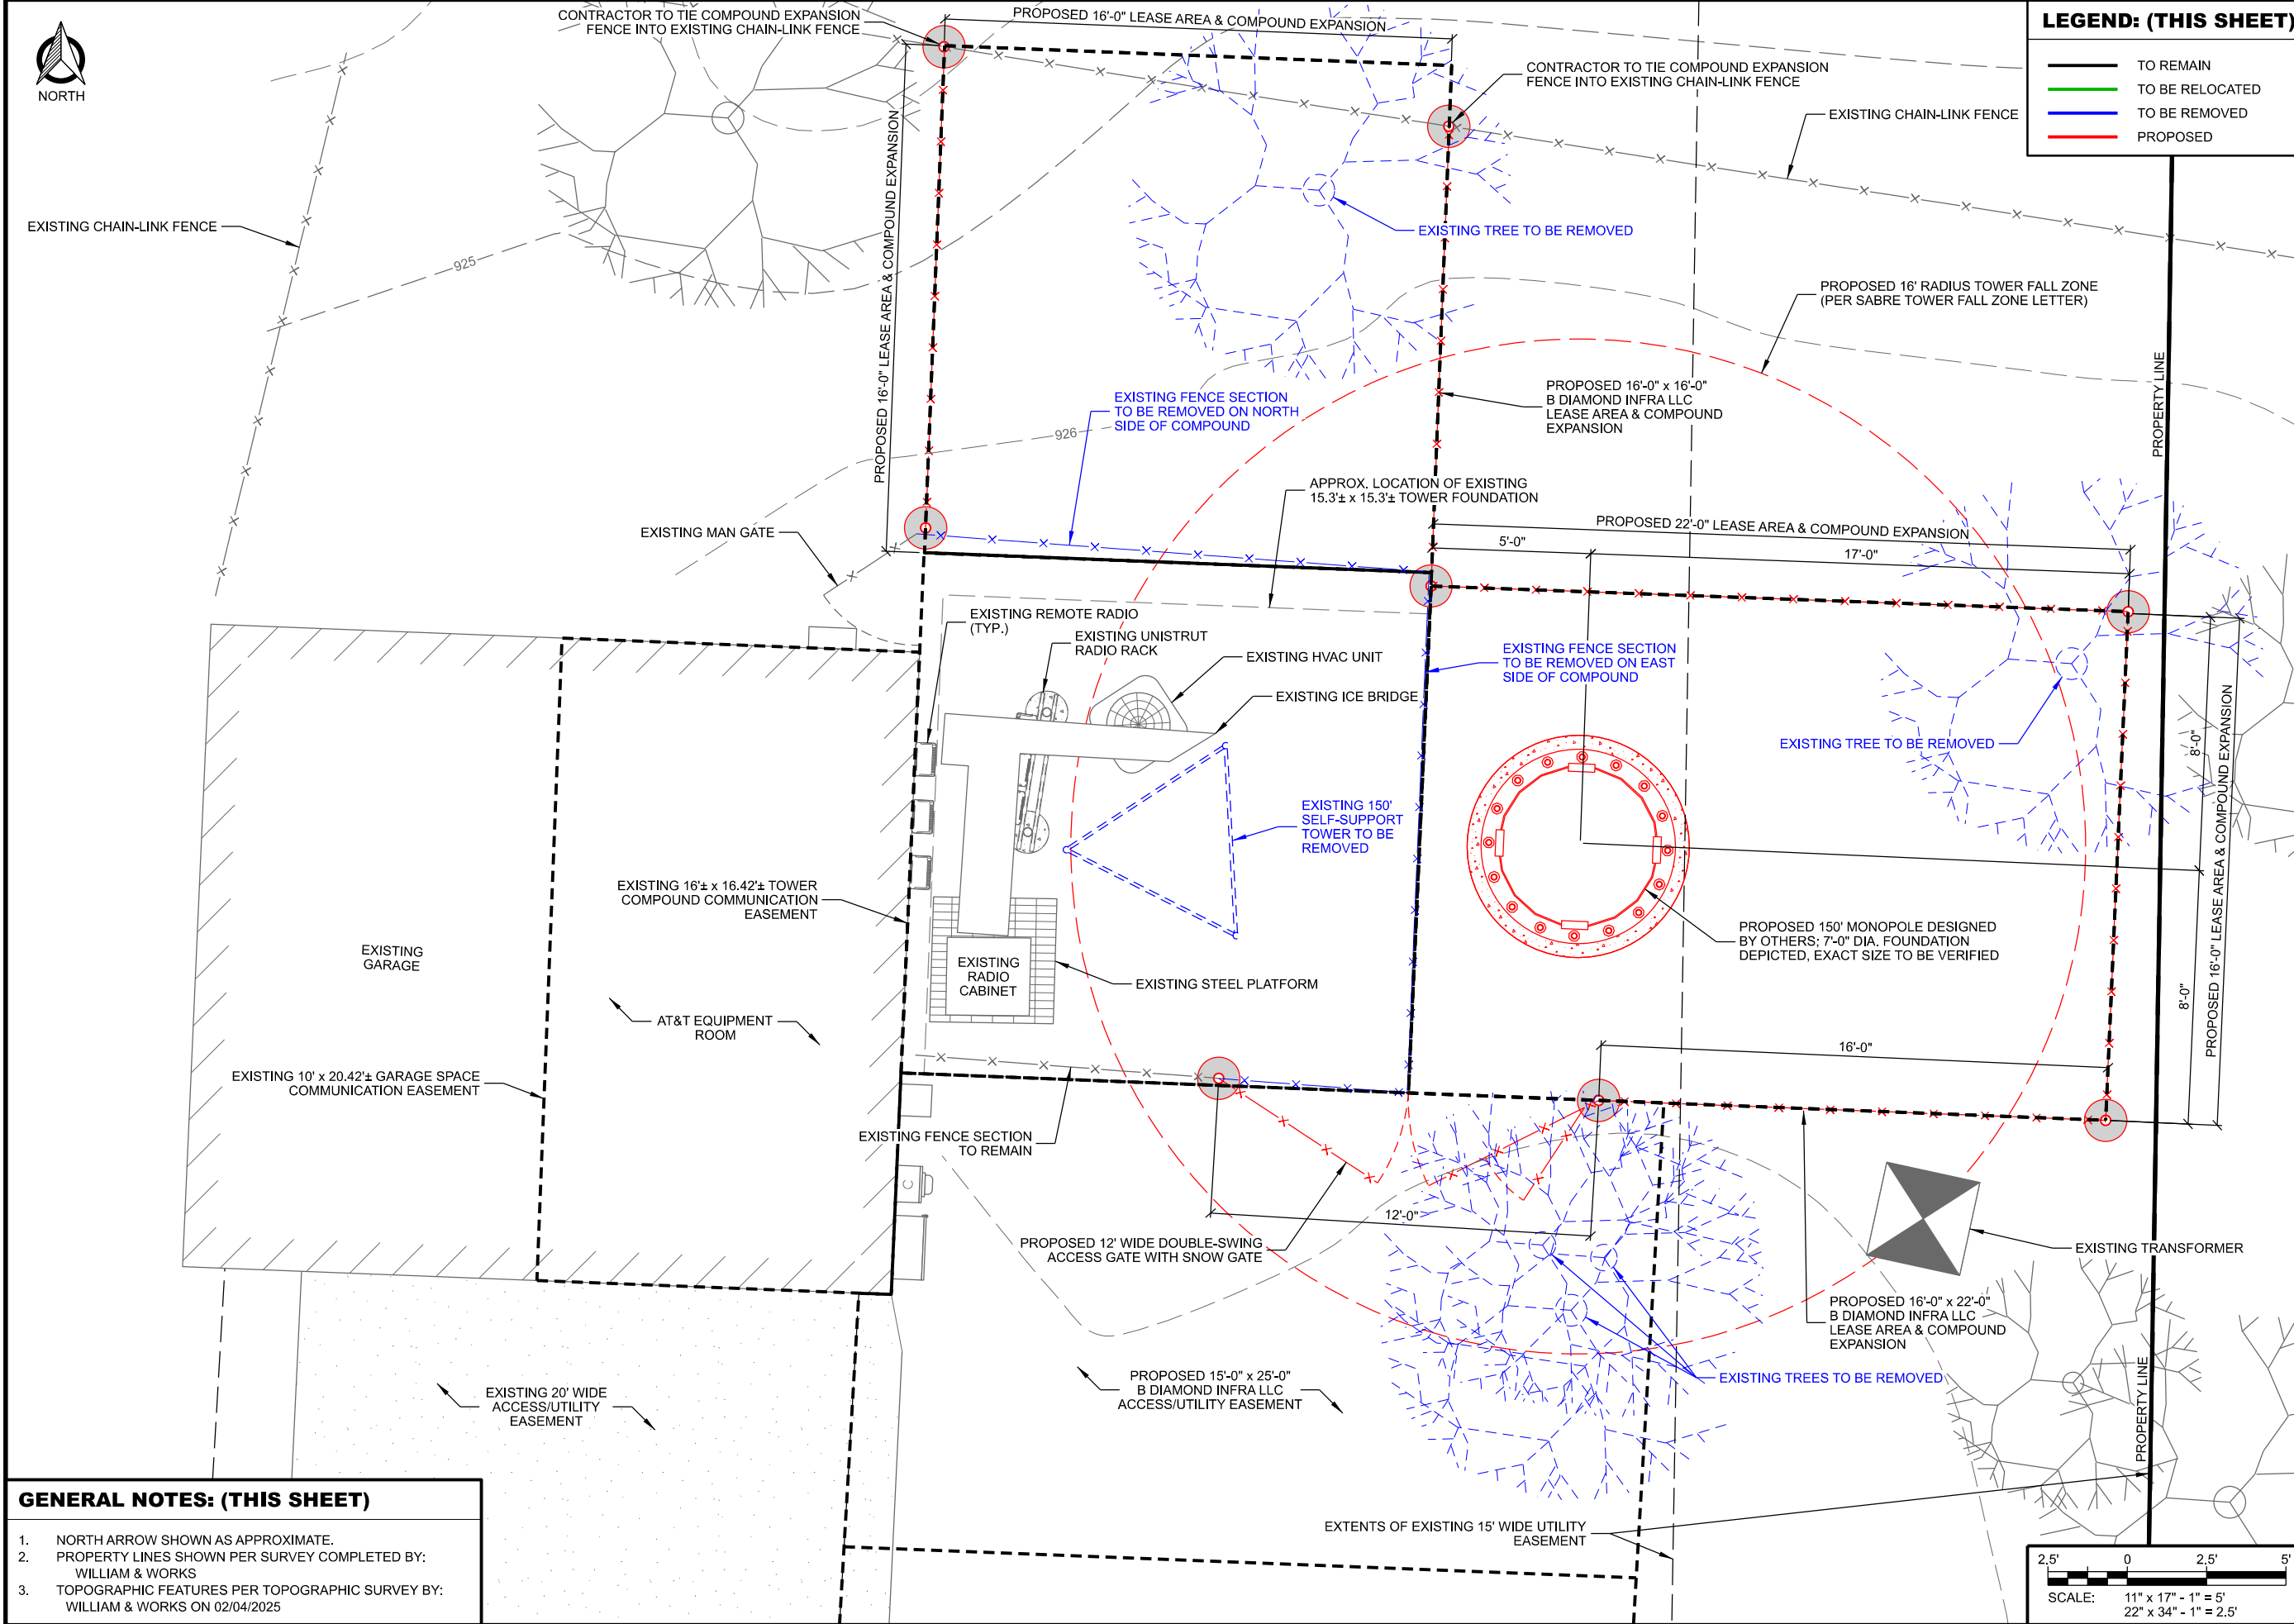 CONTRACTOR TO TIE COMPOUND EXPANSION
FENCE INTO EXISTING CHAIN-LINK FENCE
PROPOSED 16'-0" LEASE AREA & COMPOUND EXPANSION
LEGEND: (THIS SHEET)
TO REMAIN
TO BE RELOCATED
TO BE REMOVED
PROPOSED
NORTH
CONTRACTOR TO TIE COMPOUND EXPANSION
FENCE INTO EXISTING CHAIN-LINK FENCE
EXISTING CHAIN-LINK FENCE
EXISTING CHAIN-LINK FENCE
925
PROPOSED 16'-0" LEASE AREA & COMPOUND EXPANSION
EXISTING TREE TO BE REMOVED
PROPOSED 16' RADIUS TOWER FALL ZONE
(PER SABRE TOWER FALL ZONE LETTER)
PROPERTY LINE
EXISTING FENCE SECTION
TO BE REMOVED ON NORTH
SIDE OF COMPOUND
926
PROPOSED 16'-0" x 16'-0"
B DIAMOND INFRA LLC
LEASE AREA & COMPOUND
EXPANSION
APPROX. LOCATION OF EXISTING
15.3'± x 15.3'± TOWER FOUNDATION
EXISTING MAN GATE
PROPOSED 22'-0" LEASE AREA & COMPOUND EXPANSION
5'-0"
17'-0"
EXISTING REMOTE RADIO
(TYP.)
EXISTING UNISTRUT
RADIO RACK
EXISTING HVAC UNIT
EXISTING ICE BRIDGE
EXISTING FENCE SECTION
TO BE REMOVED ON EAST
SIDE OF COMPOUND
EXISTING TREE TO BE REMOVED
8'-0"
PROPOSED 16'-0" LEASE AREA & COMPOUND EXPANSION
EXISTING 150'
SELF-SUPPORT
TOWER TO BE
REMOVED
EXISTING 16'± x 16.42'± TOWER
COMPOUND COMMUNICATION
EASEMENT
EXISTING
GARAGE
PROPOSED 150' MONOPOLE DESIGNED
BY OTHERS; 7'-0" DIA. FOUNDATION
DEPICTED, EXACT SIZE TO BE VERIFIED
EXISTING
RADIO
CABINET
EXISTING STEEL PLATFORM
8'-0"
AT&T EQUIPMENT
ROOM
16'-0"
EXISTING 10' x 20.42'± GARAGE SPACE
COMMUNICATION EASEMENT
EXISTING FENCE SECTION
TO REMAIN
C
12'-0"
PROPOSED 12' WIDE DOUBLE-SWING
ACCESS GATE WITH SNOW GATE
EXISTING TRANSFORMER
PROPOSED 16'-0" x 22'-0"
B DIAMOND INFRA LLC
LEASE AREA & COMPOUND
EXPANSION
EXISTING TREES TO BE REMOVED
EXISTING 20' WIDE
ACCESS/UTILITY
EASEMENT
PROPOSED 15'-0" x 25'-0"
B DIAMOND INFRA LLC
ACCESS/UTILITY EASEMENT
PROPERTY LINE
EXTENTS OF EXISTING 15' WIDE UTILITY
EASEMENT
GENERAL NOTES: (THIS SHEET)
1. NORTH ARROW SHOWN AS APPROXIMATE.
2. PROPERTY LINES SHOWN PER SURVEY COMPLETED BY:
WILLIAM & WORKS
3. TOPOGRAPHIC FEATURES PER TOPOGRAPHIC SURVEY BY:
WILLIAM & WORKS ON 02/04/2025
2.5' 0 2.5' 5'
SCALE: 11" x 17" - 1" = 5'
22" x 34" - 1" = 2.5'